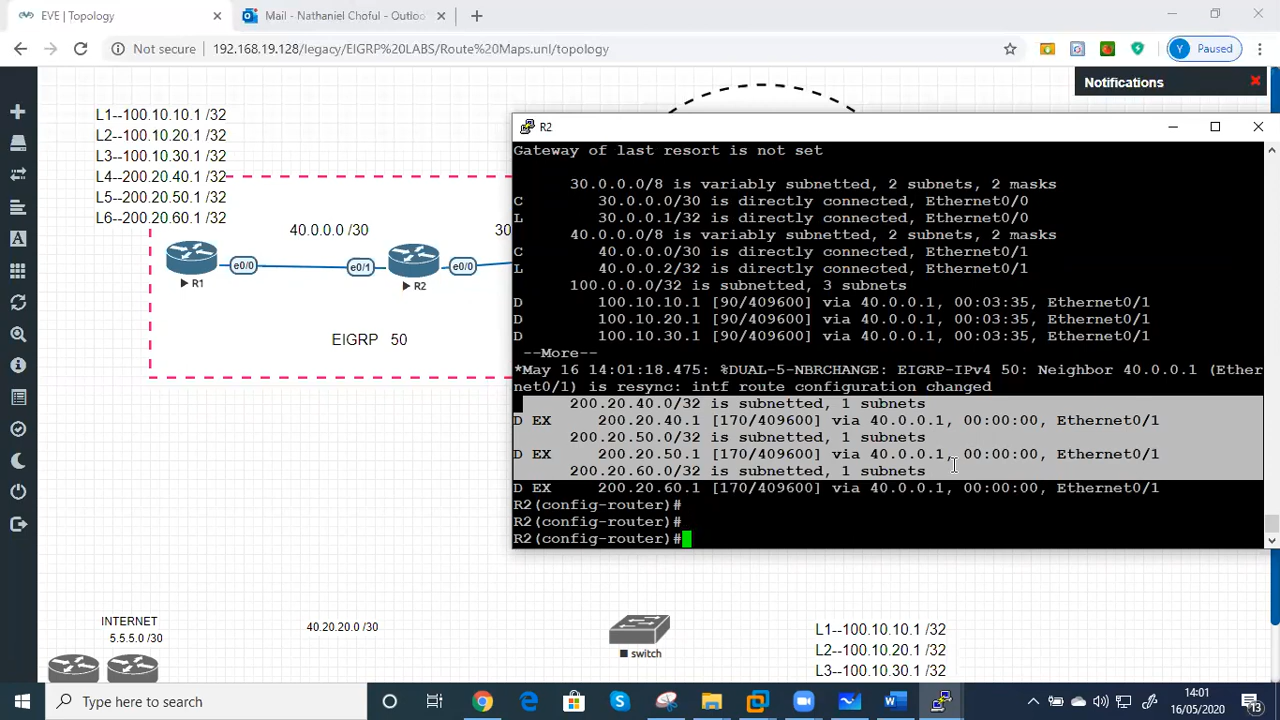 EVE | Topology
Mail - Nathaniel Choful - Outloo
Not secure
192.168.19.128/legacy/EIGRP%20LABS/Route%20Maps.unl/topology
Y
Paused
Notifications
L1--100.10.10.1 /32
L2--100.10.20.1 /32
L3--100.10.30.1 /32
L4--200.20.40.1 /32
L5--200.20.50.1 /32
L6--200.20.60.1 /32
40.0.0.0 /30
30
e0/0
e0/1
e0/0
R1
R2
EIGRP 50
R2
Gateway of last resort is not set
30.0.0.0/8 is variably subnetted, 2 subnets, 2 masks
C 30.0.0.0/30 is directly connected, Ethernet0/0
L 30.0.0.1/32 is directly connected, Ethernet0/0
40.0.0.0/8 is variably subnetted, 2 subnets, 2 masks
C 40.0.0.0/30 is directly connected, Ethernet0/1
L 40.0.0.2/32 is directly connected, Ethernet0/1
100.0.0.0/32 is subnetted, 3 subnets
D 100.10.10.1 [90/409600] via 40.0.0.1, 00:03:35, Ethernet0/1
D 100.10.20.1 [90/409600] via 40.0.0.1, 00:03:35, Ethernet0/1
D 100.10.30.1 [90/409600] via 40.0.0.1, 00:03:35, Ethernet0/1
--More--
*May 16 14:01:18.475: %DUAL-5-NBRCHANGE: EIGRP-IPv4 50: Neighbor 40.0.0.1 (Ether
net0/1) is resync: intf route configuration changed
200.20.40.0/32 is subnetted, 1 subnets
D EX 200.20.40.1 [170/409600] via 40.0.0.1, 00:00:00, Ethernet0/1
200.20.50.0/32 is subnetted, 1 subnets
D EX 200.20.50.1 [170/409600] via 40.0.0.1, 00:00:00, Ethernet0/1
200.20.60.0/32 is subnetted, 1 subnets
D EX 200.20.60.1 [170/409600] via 40.0.0.1, 00:00:00, Ethernet0/1
R2(config-router)#
R2(config-router)#
R2(config-router)#
INTERNET
5.5.5.0 /30
40.20.20.0 /30
switch
L1--100.10.10.1 /32
L2--100.10.20.1 /32
L3--100.10.30.1 /32
Type here to search
14:01
16/05/2020
13